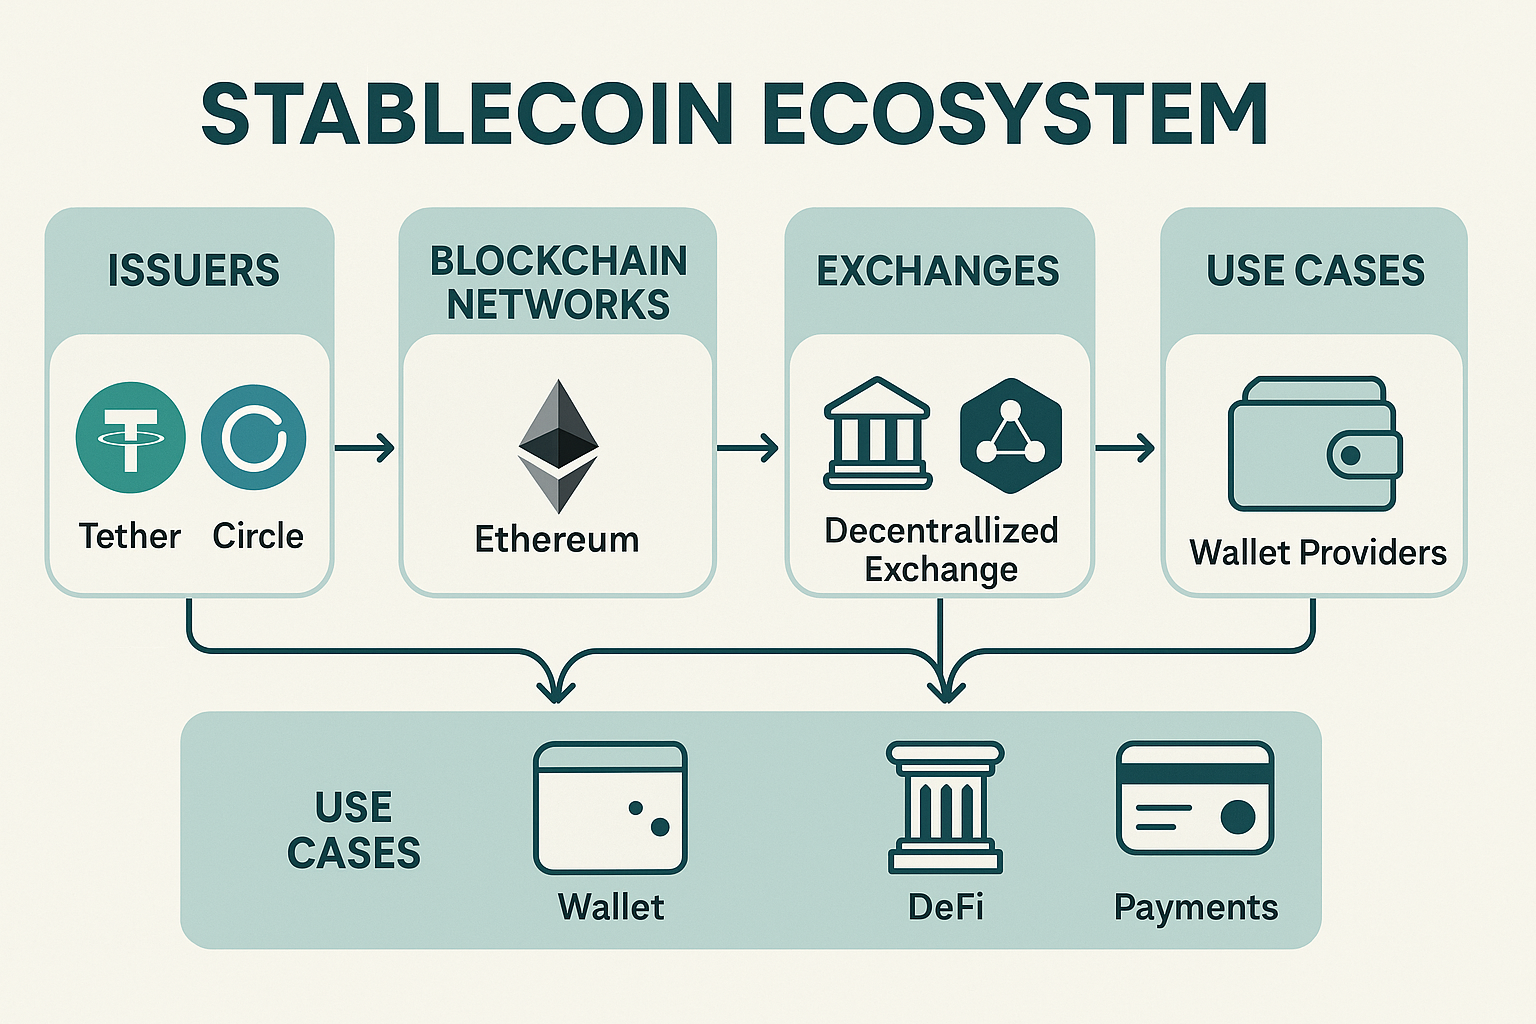 STABLECOIN ECOSYSTEM
ISSUERS
Tether Circle
BLOCKCHAIN
NETWORKS
Ethereum
EXCHANGES
Decentrallized
Exchange
USE CASES
Wallet Providers
USE
CASES
Wallet
DeFi
Payments